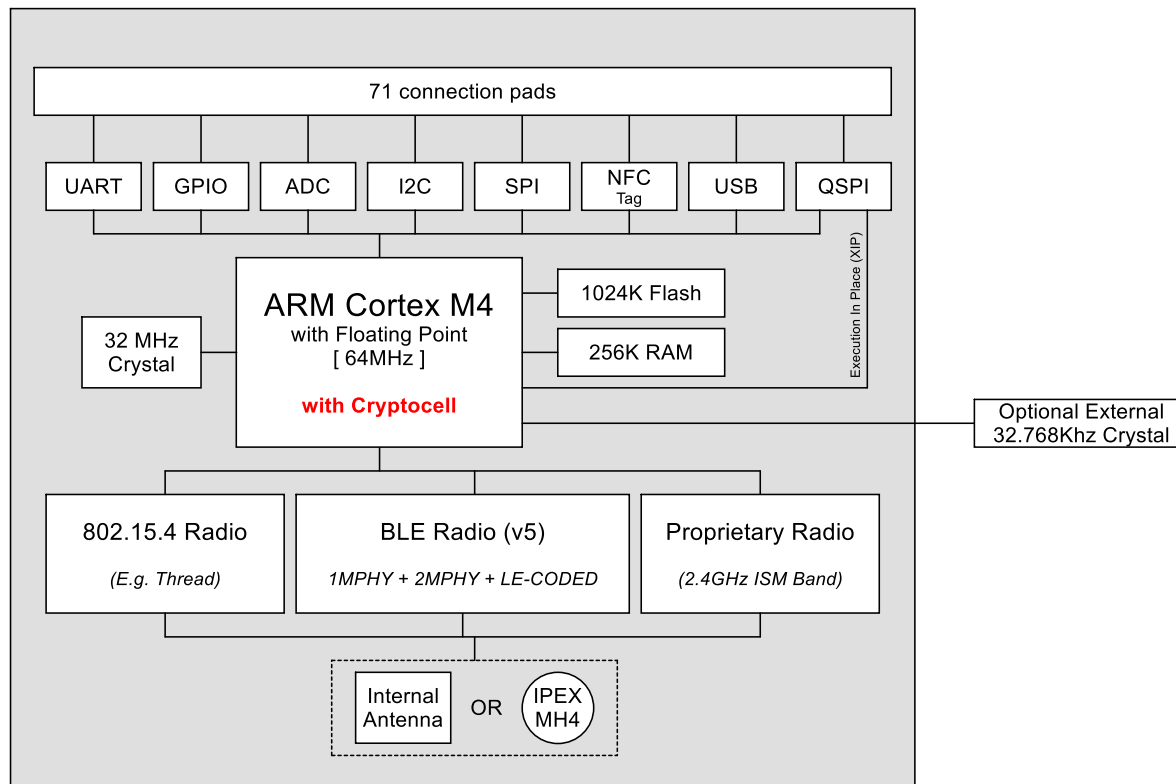 71 connection pads
UART
GPIO
ADC
I2C
SPI
NFC
Tag
USB
QSPI
Execution In Place (XIP)
ARM Cortex M4
with Floating Point
[ 64MHz ]
with Cryptocell
32 MHz
Crystal
1024K Flash
256K RAM
Optional External
32.768Khz Crystal
802.15.4 Radio
(E.g. Thread)
BLE Radio (v5)
1MPHY + 2MPHY + LE-CODED
Proprietary Radio
(2.4GHz ISM Band)
Internal
Antenna
OR
IPEX
MH4